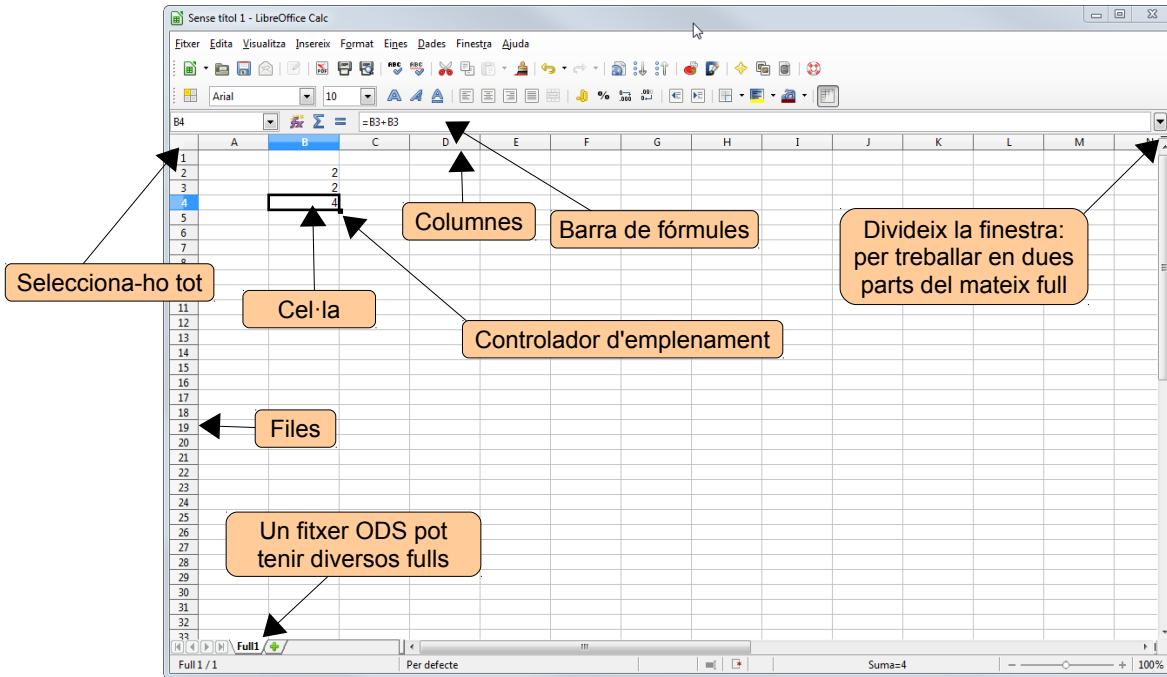 Sense títol 1 - LibreOffice Calc
Fitxer Edita Visualitza Insereix Format Eines Dades Finestra Ajuda
Arial 10
B4 =B3+B3
A B C D E F G H I J K L M N
1
2 2
3 2
4 4
5
6
7
8
Columnes
Barra de fórmules
Divideix la finestra:
per treballar en dues
parts del mateix full
Selecciona-ho tot
Cel·la
11
12
Controlador d'emplenament
13
14
15
16
17
18
19
Files
20
21
22
23
24
25
26
27
28
29
Un fitxer ODS pot
tenir diversos fulls
30
31
32
33
Full1
Full 1 / 1 Per defecte Suma=4 100%